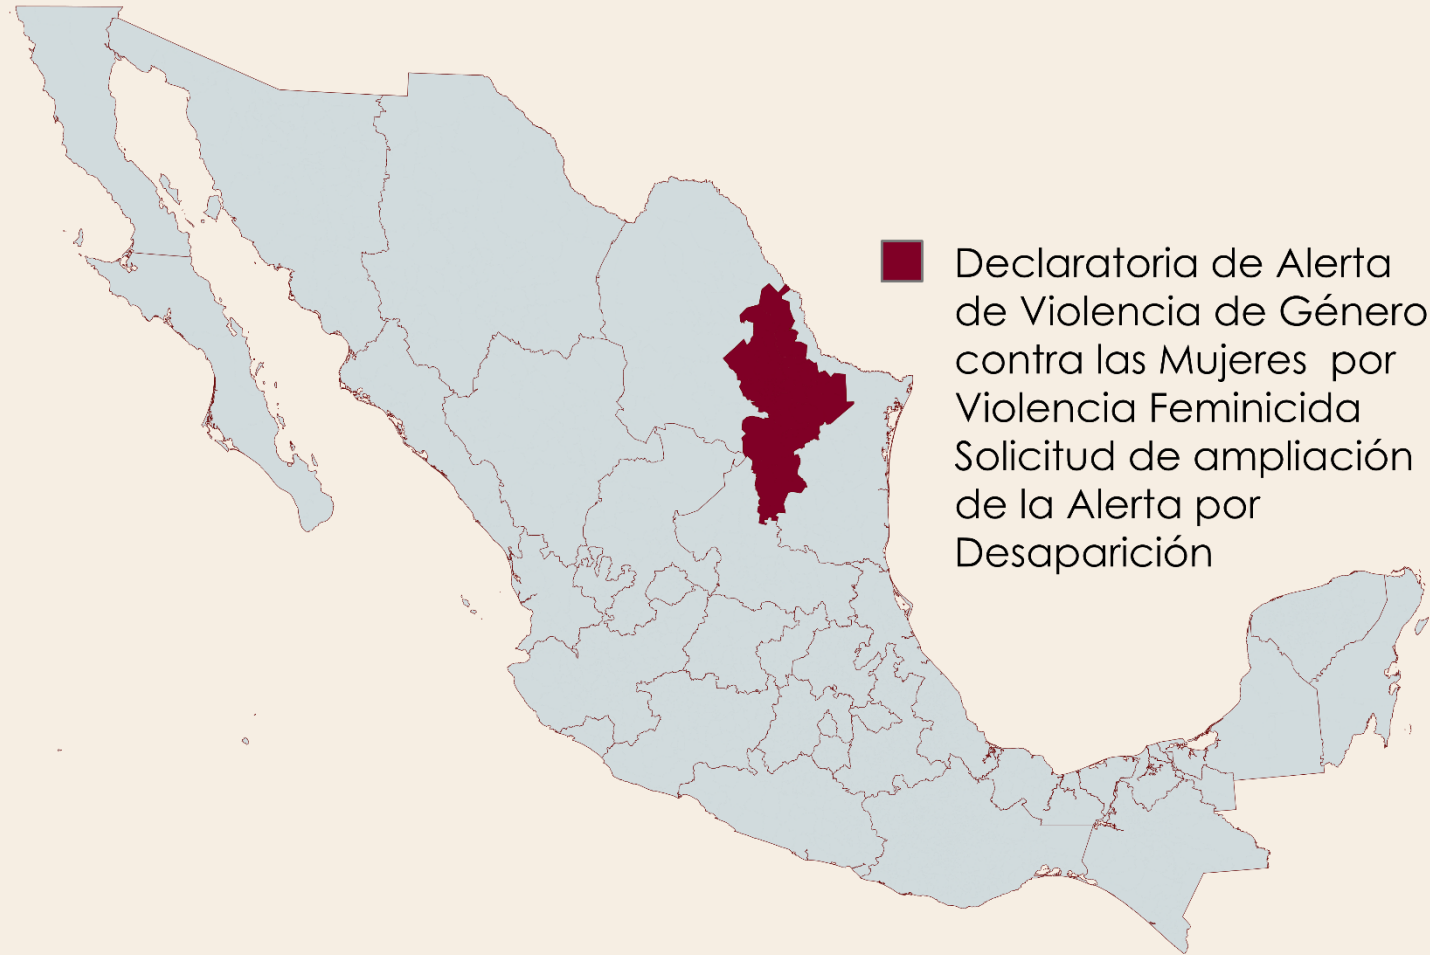 Declaratoria de Alerta
de Violencia de Género
contra las Mujeres  por
Violencia Feminicida
Solicitud de ampliación
de la Alerta por
Desaparición